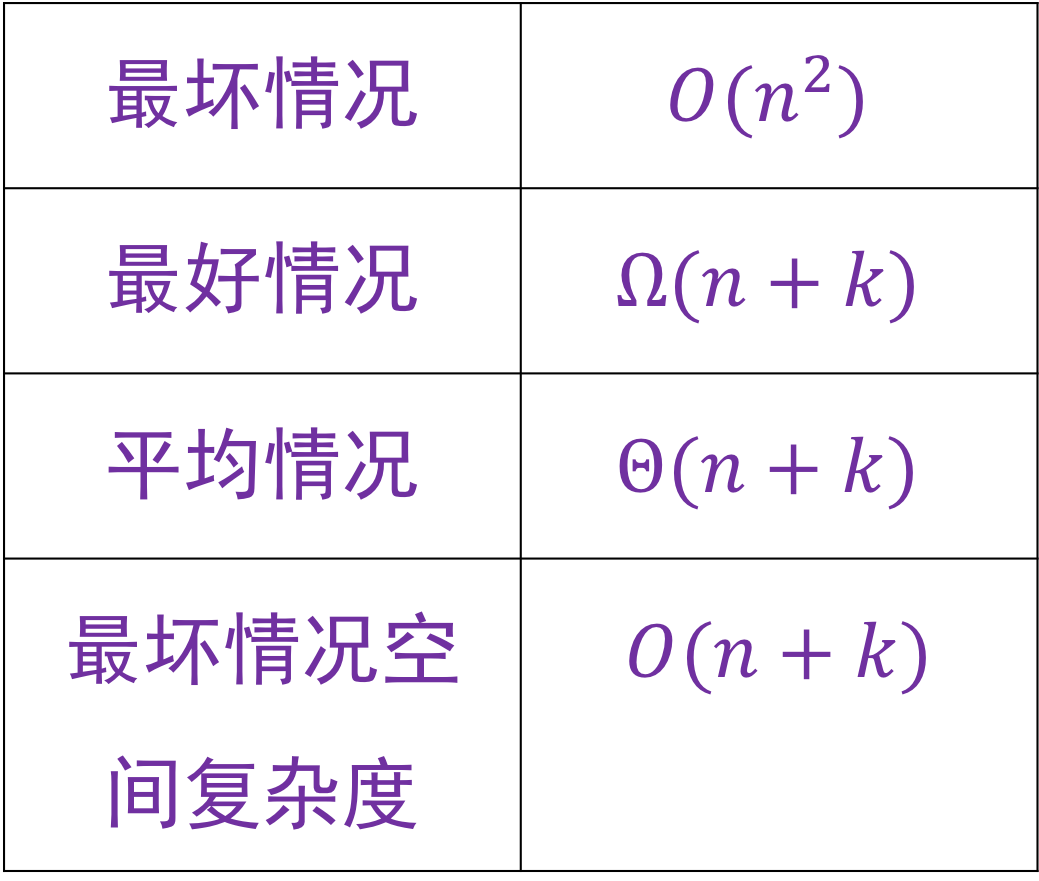 最坏情况 O(n²)
最好情况 Ω(n + k)
平均情况 Θ(n + k)
最坏情况空 O(n + k)
间复杂度